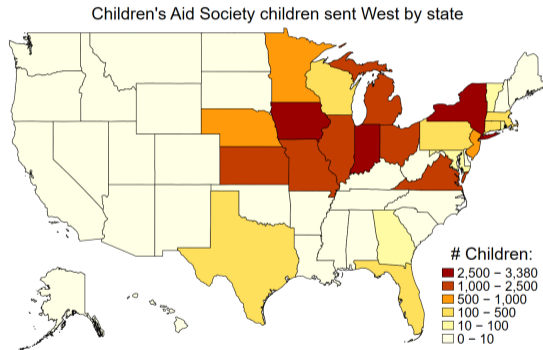 Children's Aid Society children sent West by state
# Children:
2,500 − 3,380
1,000 − 2,500
500 − 1,000
100 − 500
10 − 100
0 − 10